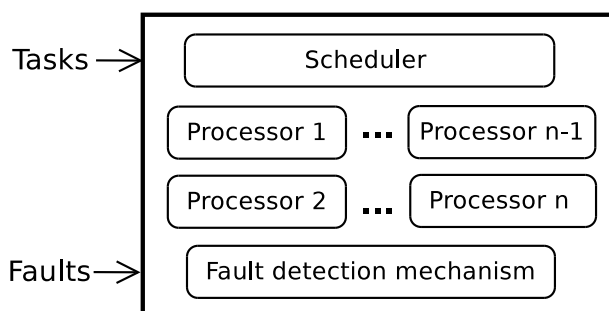 Tasks
Scheduler
Processor 1 ... Processor n-1
Processor 2 ... Processor n
Faults
Fault detection mechanism